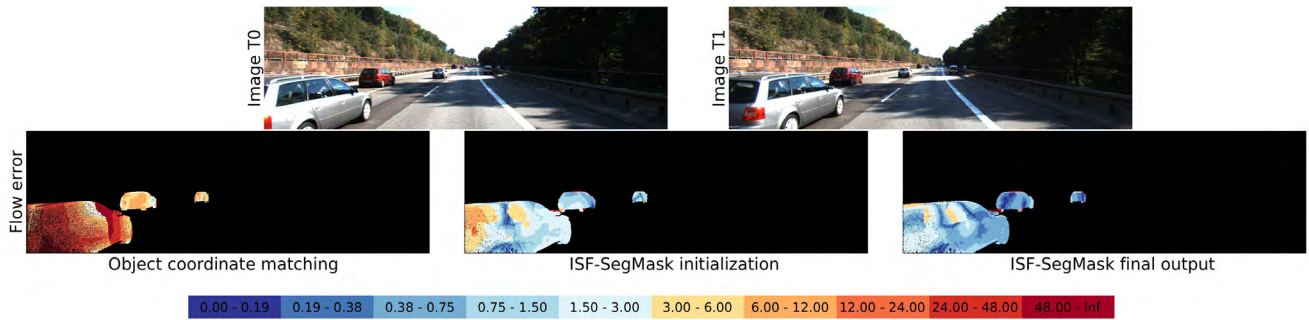 Image T0
Image T1
Flow error
Object coordinate matching
ISF-SegMask initialization
ISF-SegMask final output
0.00 - 0.19
0.19 - 0.38
0.38 - 0.75
0.75 - 1.50
1.50 - 3.00
3.00 - 6.00
6.00 - 12.00
12.00 - 24.00
24.00 - 48.00
48.00 - Inf